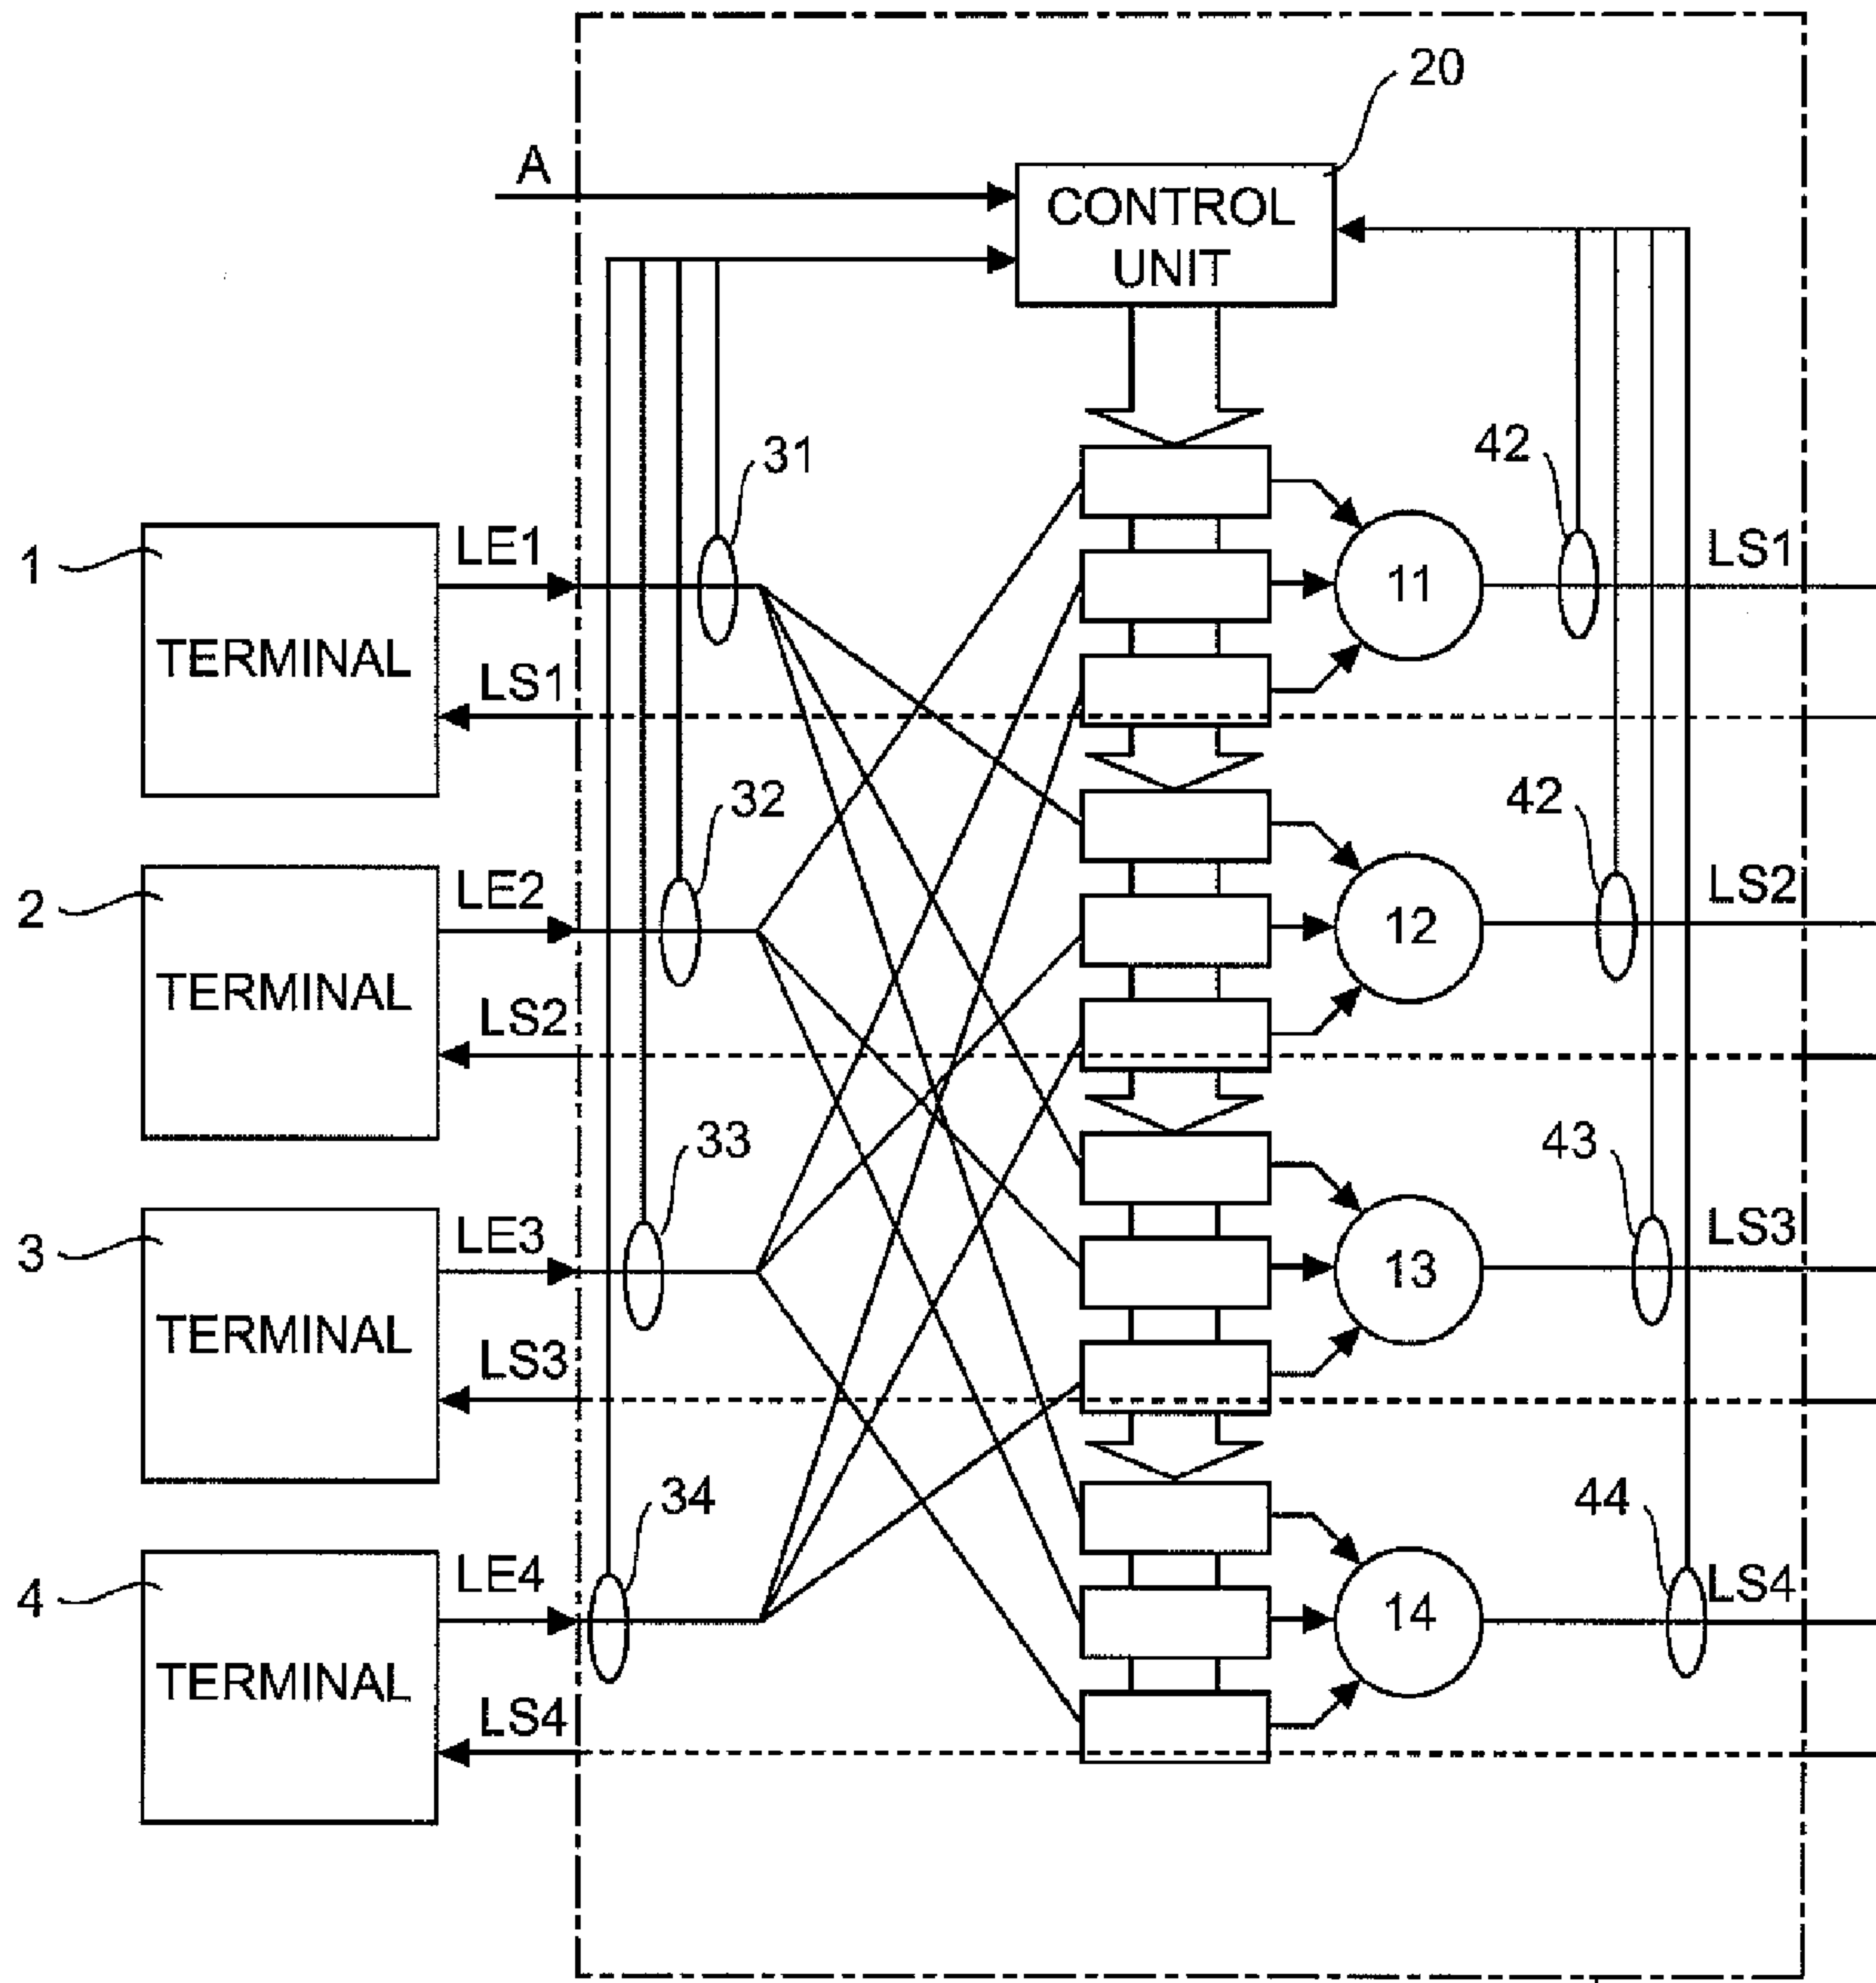 20
A
CONTROL
UNIT
31
42
1
LE1
11
LS1
TERMINAL
LS1
32
42
2
LE2
12
LS2
TERMINAL
LS2
33
43
3
LE3
13
LS3
TERMINAL
LS3
34
44
4
LE4
14
LS4
TERMINAL
LS4